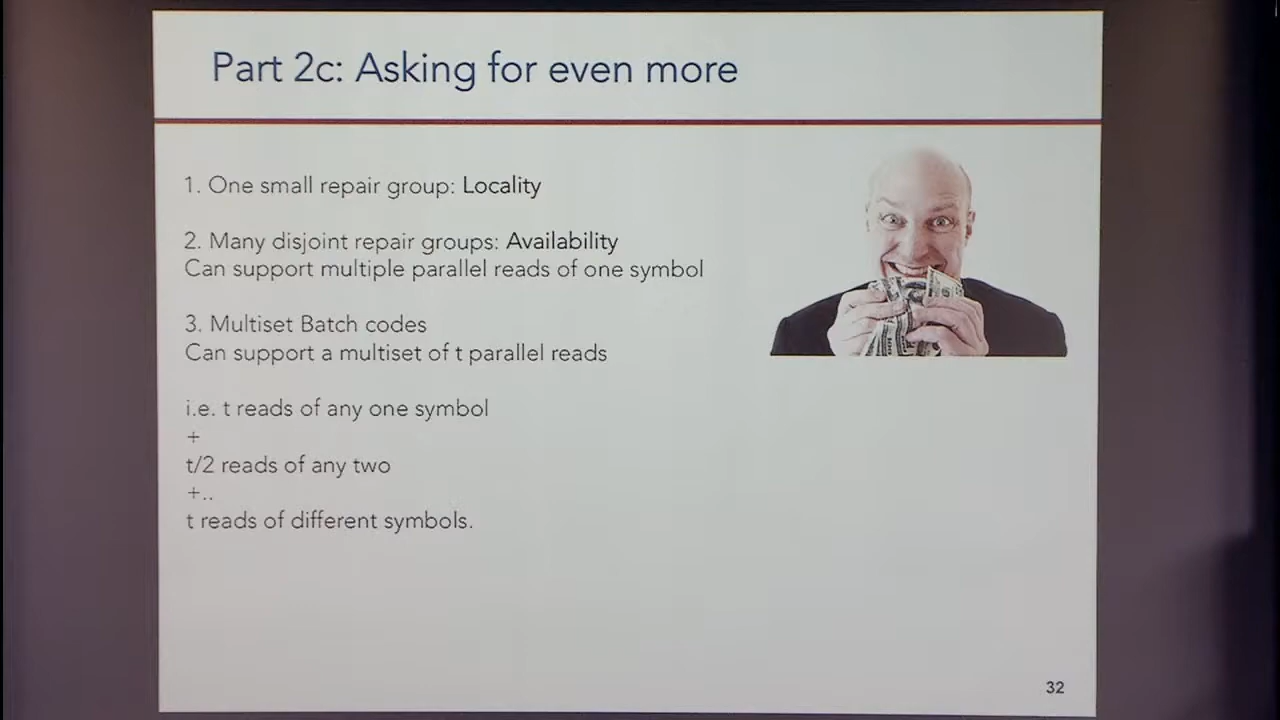 Part 2c: Asking for even more
1. One small repair group: Locality
2. Many disjoint repair groups: Availability
Can support multiple parallel reads of one symbol
3. Multiset Batch codes
Can support a multiset of t parallel reads
i.e. t reads of any one symbol
+
t/2 reads of any two
+..
t reads of different symbols.
32